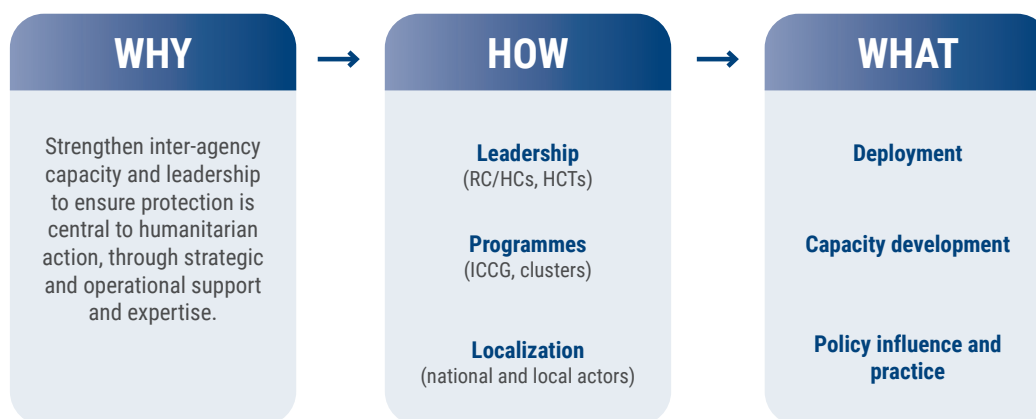 WHY
Strengthen inter-agency
capacity and leadership
to ensure protection is
central to humanitarian
action, through strategic
and operational support
and expertise.
HOW
Leadership
(RC/HCs, HCTs)
Programmes
(ICCG, clusters)
Localization
(national and local actors)
WHAT
Deployment
Capacity development
Policy influence and
practice